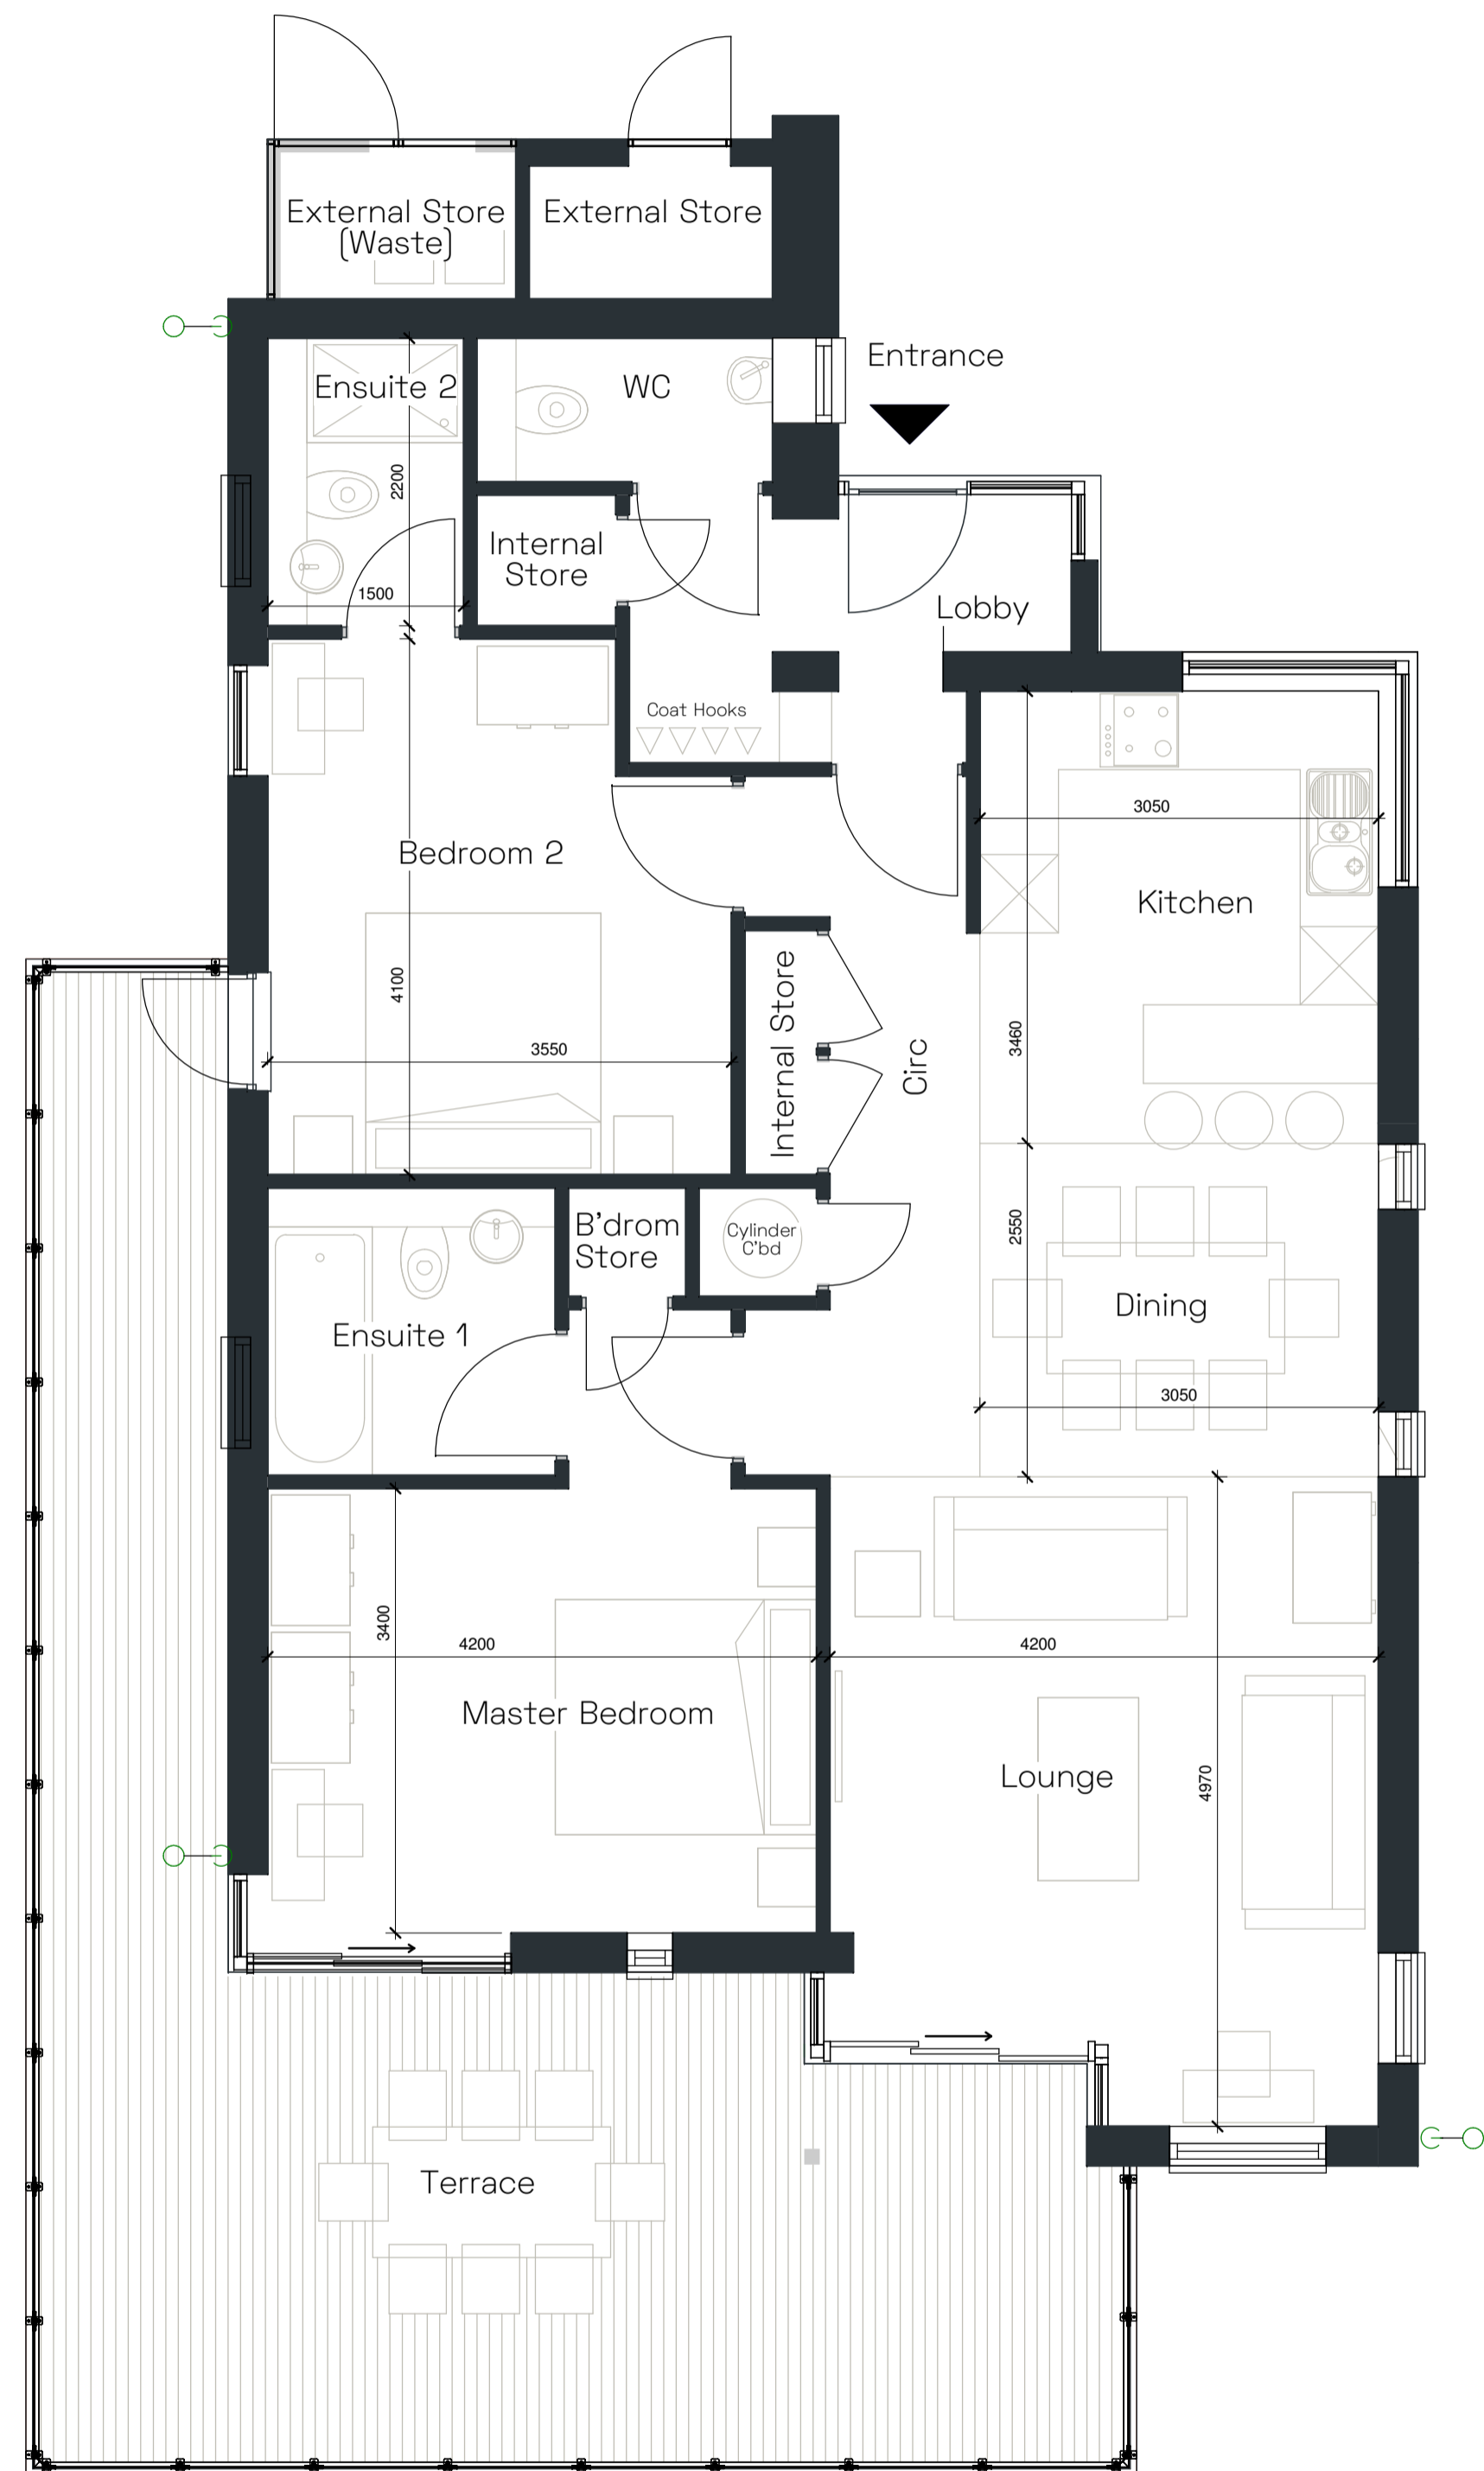 External Store
(Waste)
External Store
Entrance
Ensuite 2
WC
2200
Internal
Store
1500
Lobby
Coat Hooks
3050
Bedroom 2
Kitchen
4100
3550
Internal Store
Circ
3460
2550
B'drom
Store
Cylinder
C'bd
Dining
Ensuite 1
3050
3400
4200
4200
Master Bedroom
Lounge
4970
Terrace